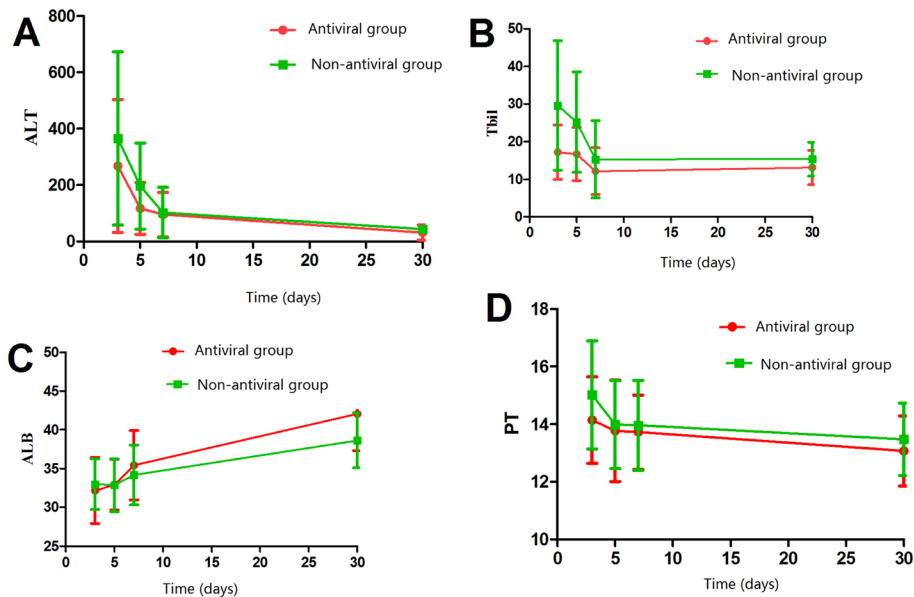 A
800
600
400
200
0
ALT
0 5 10 15 20 25 30
Time (days)
Antiviral group
Non-antiviral group
B
50
40
30
20
10
0
Tbil
0 5 10 15 20 25 30
Time (days)
Antiviral group
Non-antiviral group
C
50
45
40
35
30
25
ALB
0 5 10 15 20 25 30
Time (days)
Antiviral group
Non-antiviral group
D
18
16
14
12
10
PT
0 5 10 15 20 25 30
Time (days)
Antiviral group
Non-antiviral group